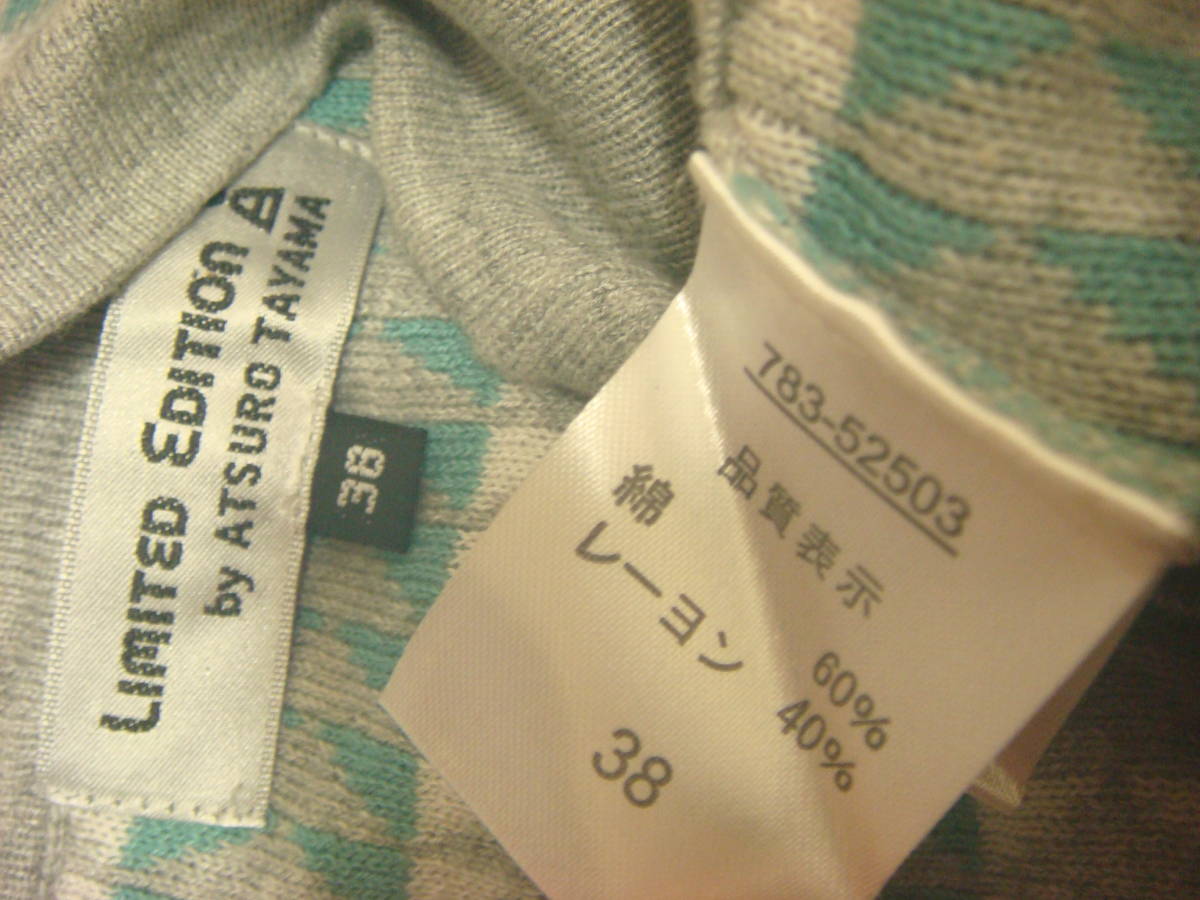 LIMITED EDITION A
by ATSURO TAYAMA
38
783-52503
品質表示
綿 60%
レーヨン 40%
38